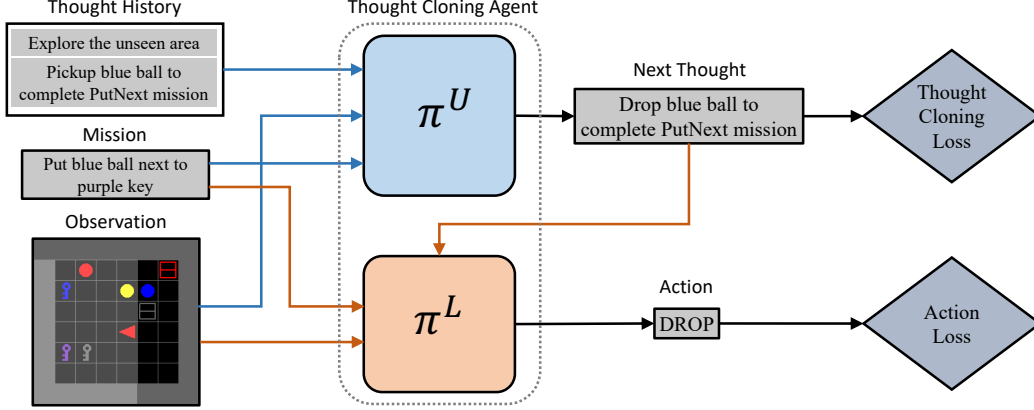 Thought History
Explore the unseen area
Pickup blue ball to
complete PutNext mission
Mission
Put blue ball next to
purple key
Observation
Thought Cloning Agent
π^U
π^L
Next Thought
Drop blue ball to
complete PutNext mission
Action
DROP
Thought
Cloning
Loss
Action
Loss